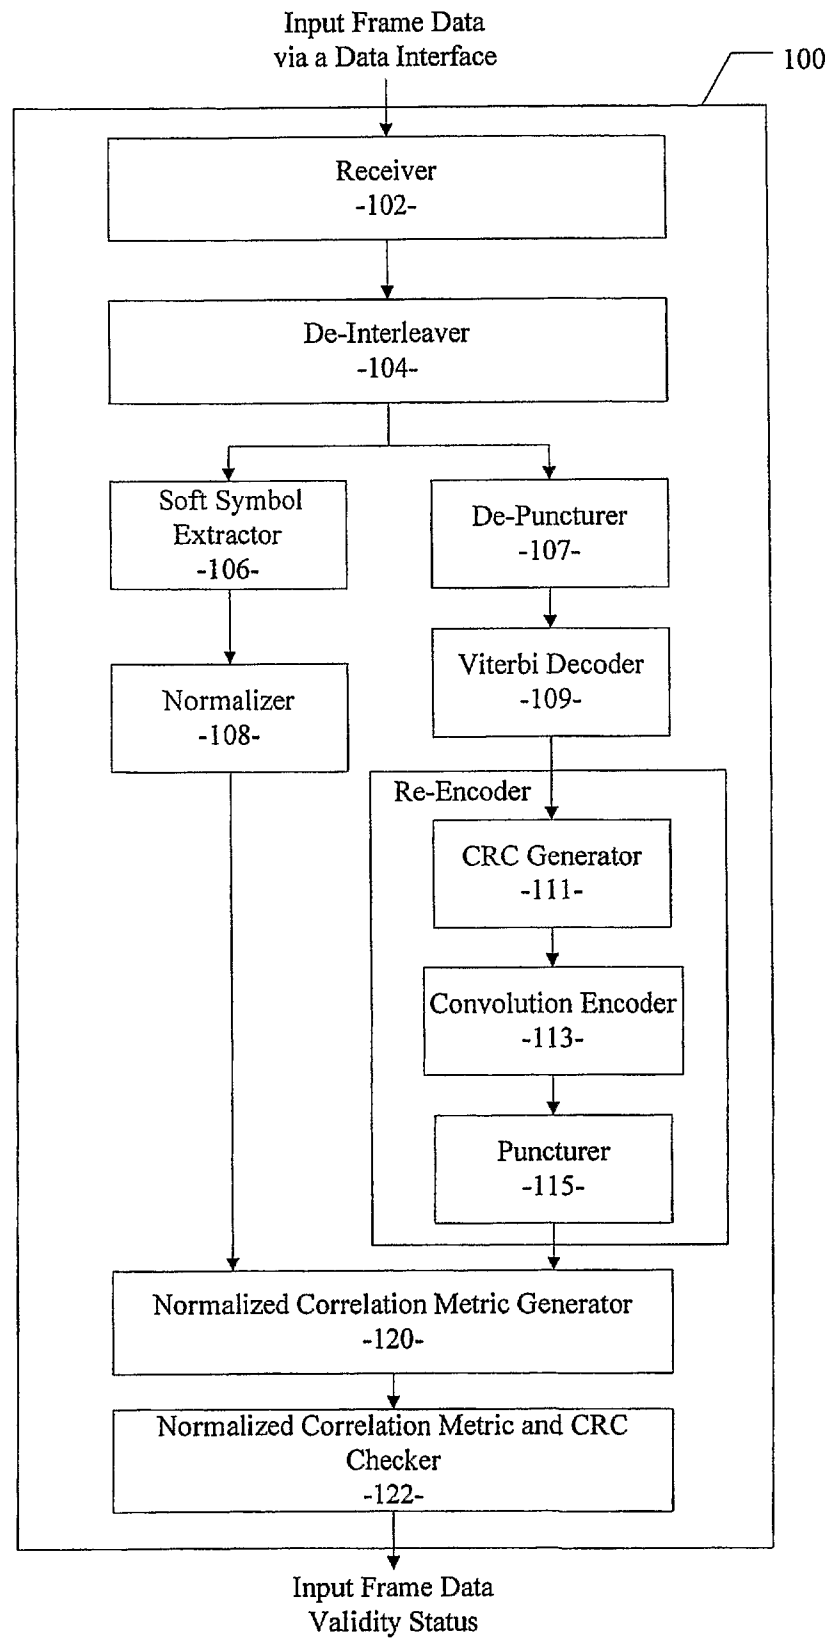 Input Frame Data
via a Data Interface
100
Receiver
-102-
De-Interleaver
-104-
Soft Symbol
Extractor
-106-
De-Puncturer
-107-
Normalizer
-108-
Viterbi Decoder
-109-
Re-Encoder
CRC Generator
-111-
Convolution Encoder
-113-
Puncturer
-115-
Normalized Correlation Metric Generator
-120-
Normalized Correlation Metric and CRC
Checker
-122-
Input Frame Data
Validity Status